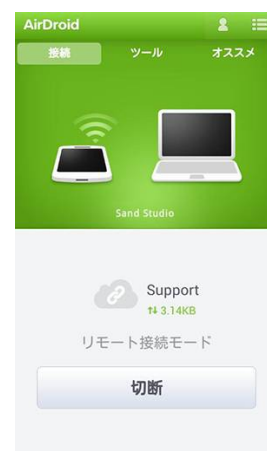 AirDroid
接続 ツール オススメ
Sand Studio
Support
↑↓ 3.14KB
リモート接続モード
切断